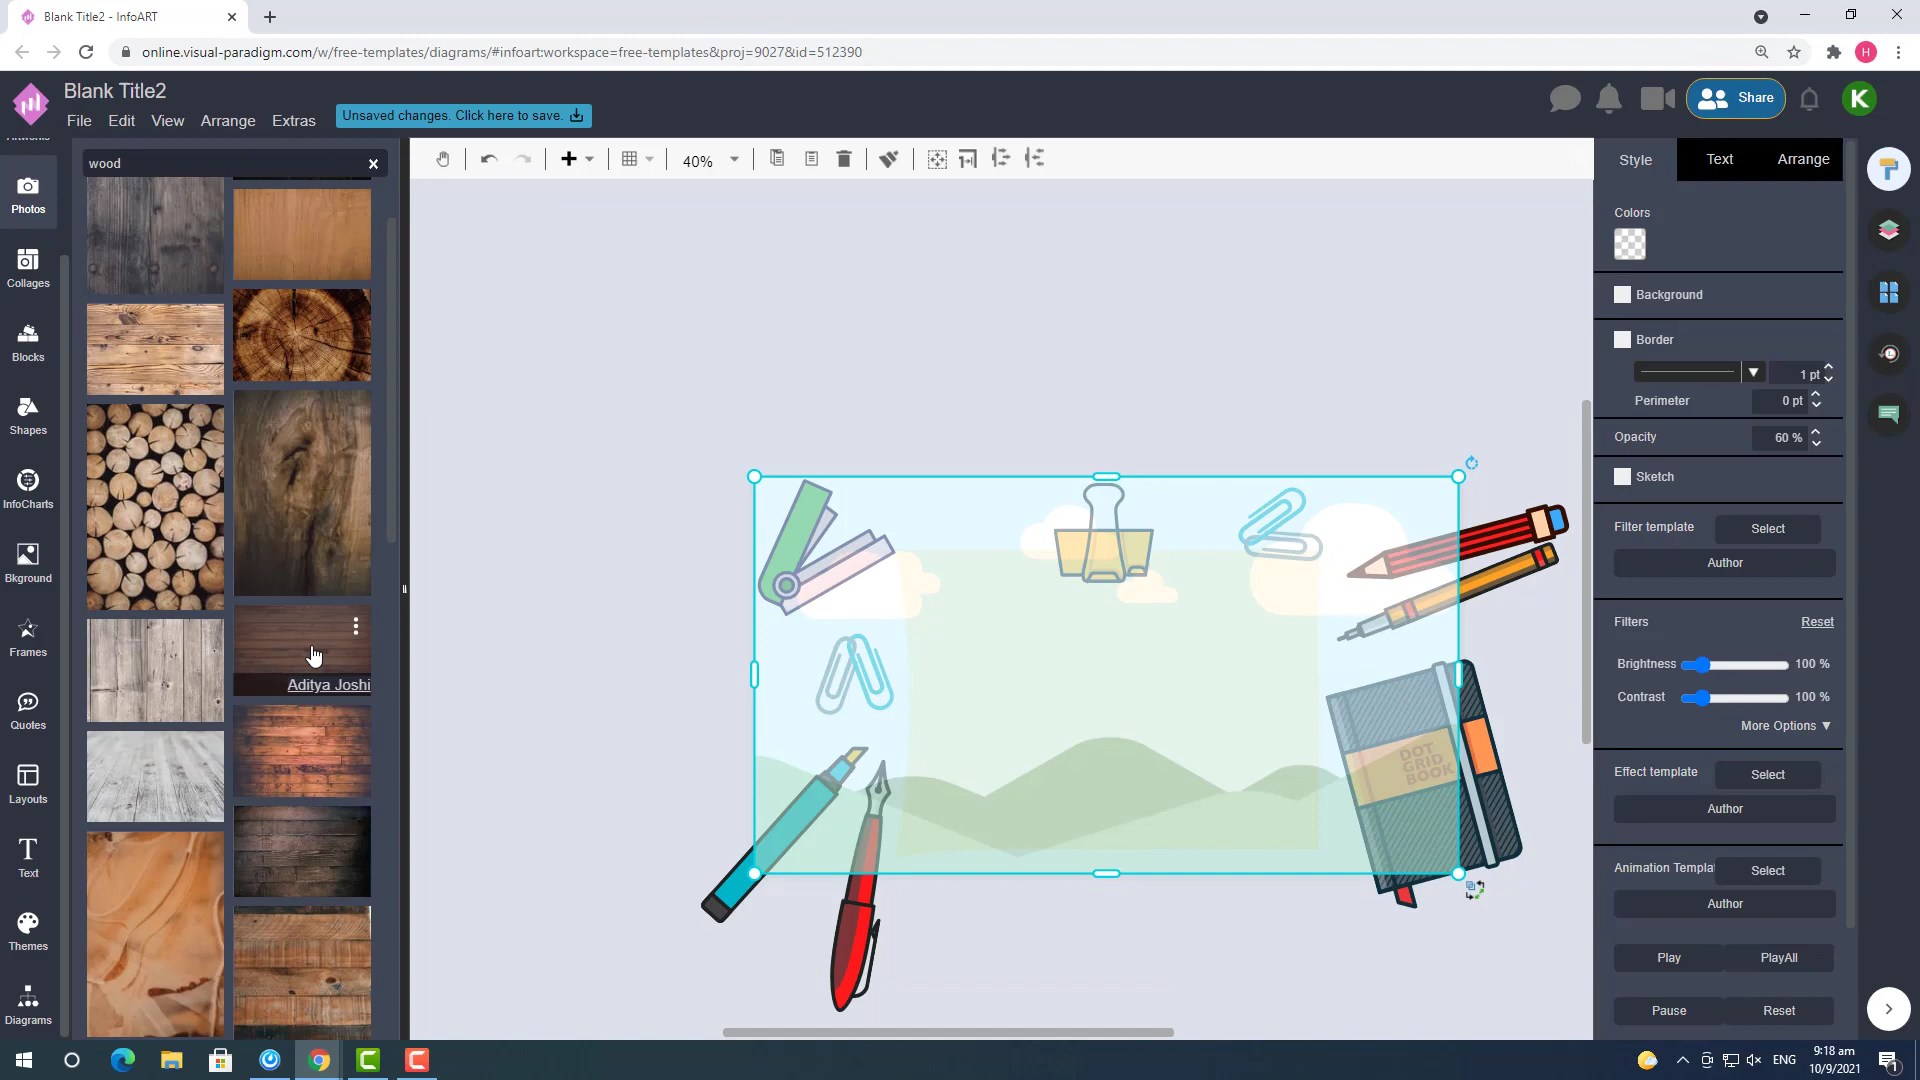 Blank Title2 - InfoART
online.visual-paradigm.com/w/free-templates/diagrams/#infoart:workspace=free-templates&proj=9027&id=512390
H
Blank Title2
File Edit View Arrange Extras
Unsaved changes. Click here to save.
Share
K
Artworks
wood
40%
Style Text Arrange
Photos
Collages
Blocks
Shapes
InfoCharts
Bkground
Frames
Quotes
Layouts
Text
Themes
Diagrams
Aditya Joshi
DOT
GRID
BOOK
Colors
Background
Border
1 pt
Perimeter 0 pt
Opacity 60 %
Sketch
Filter template Select
Author
Filters Reset
Brightness 100 %
Contrast 100 %
More Options ▼
Effect template Select
Author
Animation Templa Select
Author
Play PlayAll
Pause Reset
ENG
9:18 am
10/9/2021
1